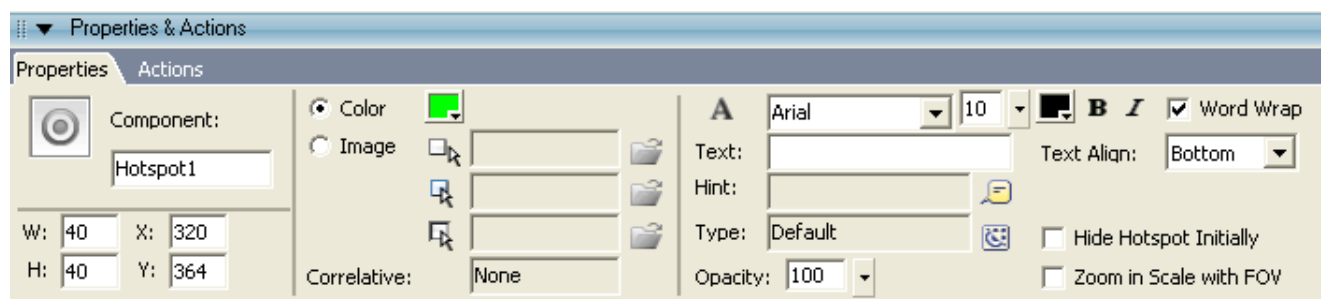 Properties & Actions
Properties Actions
Component:
Hotspot1
W: 40 X: 320
H: 40 Y: 364
Color
Image
Correlative: None
A Arial 10 B I Word Wrap
Text: Text Align: Bottom
Hint:
Type: Default Hide Hotspot Initially
Opacity: 100 Zoom in Scale with FOV